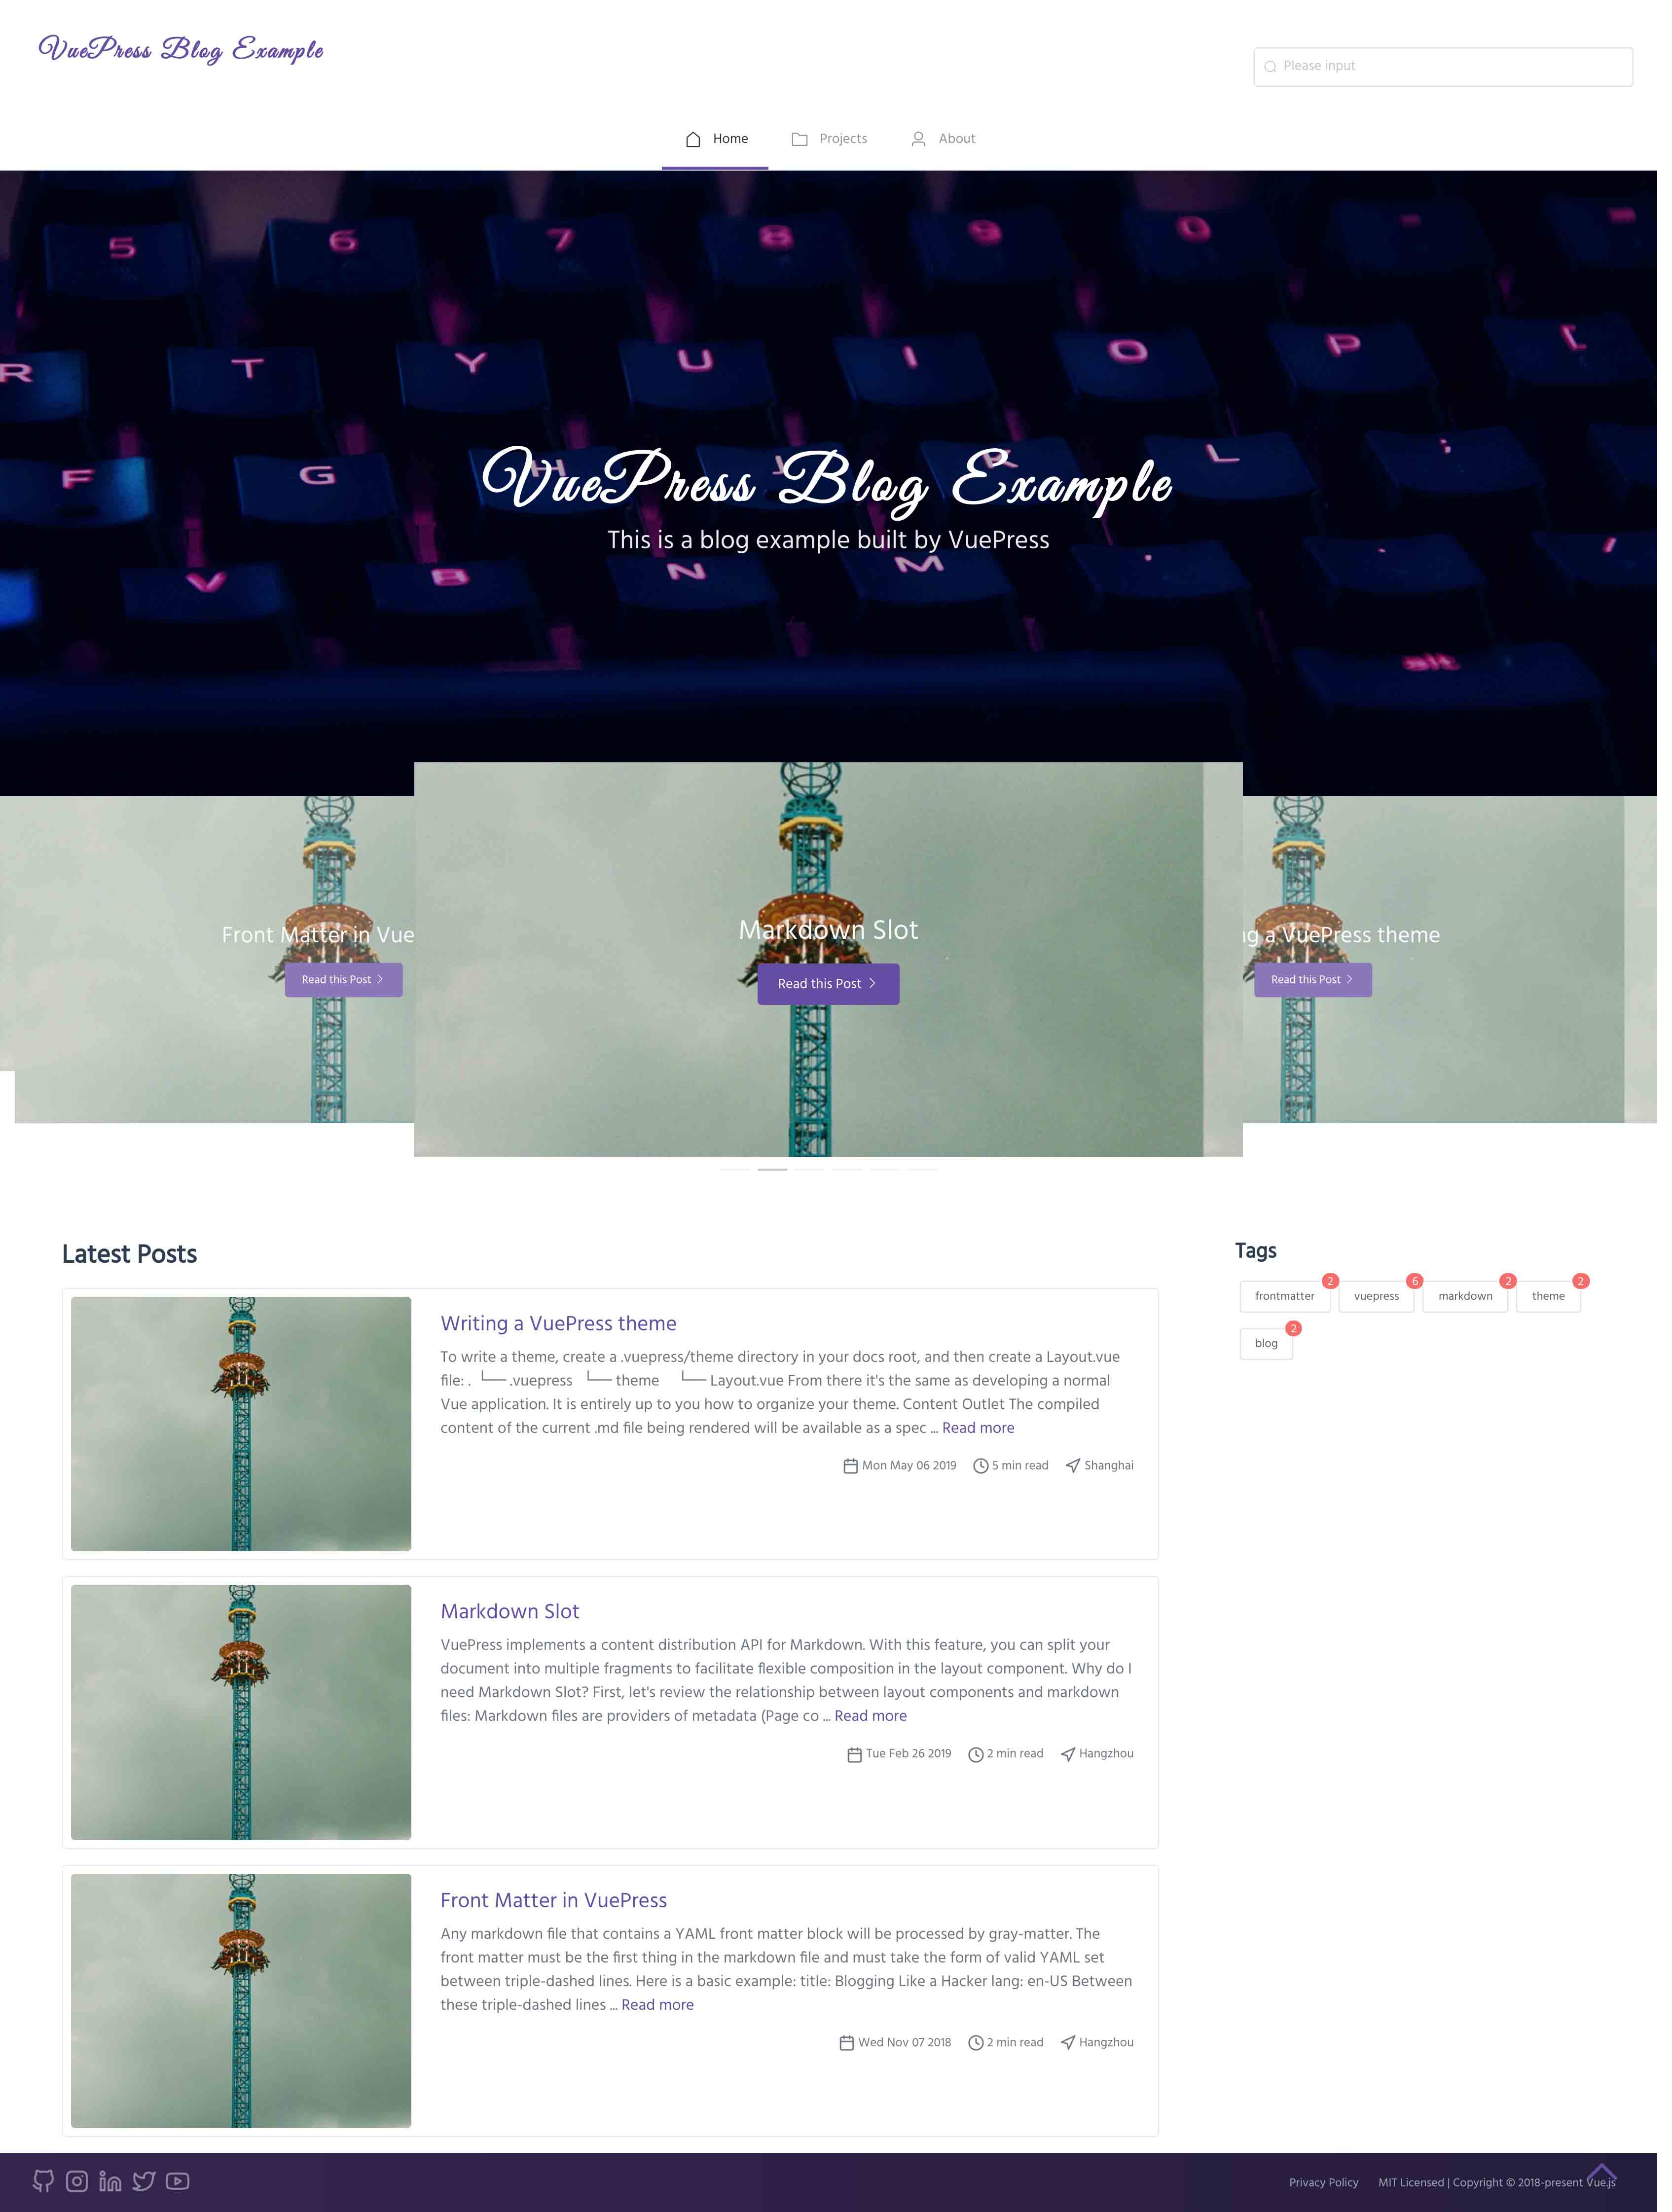 VuePress Blog Example
Please input
Home Projects About
5 6 7 8 9 0
R T Y U I O P [
VuePress Blog Example
F G H J K L ;
This is a blog example built by VuePress
V B N M , . /
alt
Front Matter in Vue
Read this Post
Markdown Slot
Read this Post
g a VuePress theme
Read this Post
Latest Posts
Writing a VuePress theme
To write a theme, create a .vuepress/theme directory in your docs root, and then create a Layout.vue
file: . └── .vuepress └── theme └── Layout.vue From there it's the same as developing a normal
Vue application. It is entirely up to you how to organize your theme. Content Outlet The compiled
content of the current .md file being rendered will be available as a spec ... Read more
Mon May 06 2019 5 min read Shanghai
Markdown Slot
VuePress implements a content distribution API for Markdown. With this feature, you can split your
document into multiple fragments to facilitate flexible composition in the layout component. Why do I
need Markdown Slot? First, let's review the relationship between layout components and markdown
files: Markdown files are providers of metadata (Page co ... Read more
Tue Feb 26 2019 2 min read Hangzhou
Front Matter in VuePress
Any markdown file that contains a YAML front matter block will be processed by gray-matter. The
front matter must be the first thing in the markdown file and must take the form of valid YAML set
between triple-dashed lines. Here is a basic example: title: Blogging Like a Hacker lang: en-US Between
these triple-dashed lines ... Read more
Wed Nov 07 2018 2 min read Hangzhou
Tags
frontmatter 2 vuepress 6 markdown 2 theme 2
blog 2
Privacy Policy MIT Licensed | Copyright © 2018-present Vue.js